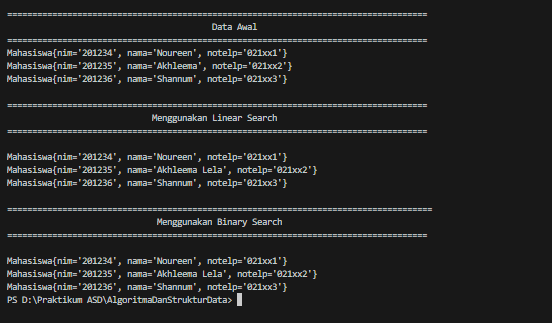 ====================================================================================
Data Awal
====================================================================================
Mahasiswa{nim='201234', nama='Noureen', notelp='021xx1'}
Mahasiswa{nim='201235', nama='Akhleema', notelp='021xx2'}
Mahasiswa{nim='201236', nama='Shannum', notelp='021xx3'}
====================================================================================
Menggunakan Linear Search
====================================================================================
Mahasiswa{nim='201234', nama='Noureen', notelp='021xx1'}
Mahasiswa{nim='201235', nama='Akhleema Lela', notelp='021xx2'}
Mahasiswa{nim='201236', nama='Shannum', notelp='021xx3'}
=====================================================================================
Menggunakan Binary Search
====================================================================================
Mahasiswa{nim='201234', nama='Noureen', notelp='021xx1'}
Mahasiswa{nim='201235', nama='Akhleema Lela', notelp='021xx2'}
Mahasiswa{nim='201236', nama='Shannum', notelp='021xx3'}
PS D:\Praktikum ASD\AlgoritmaDanStrukturData>